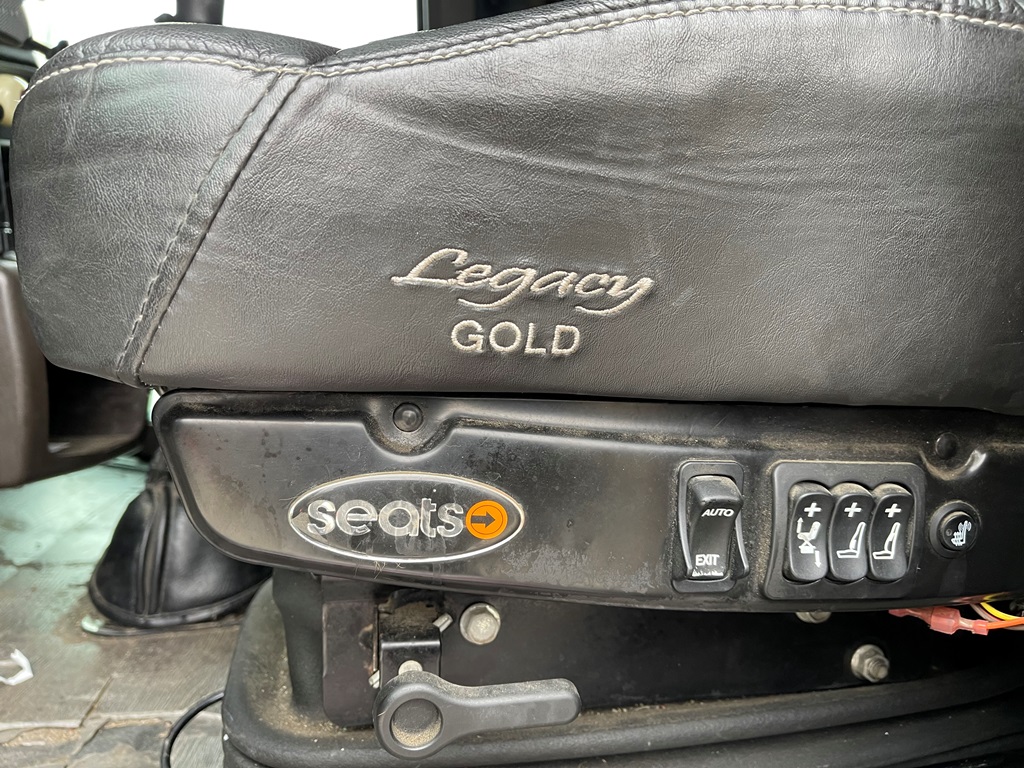 Legacy
GOLD
seats
AUTO
EXIT
+ + +